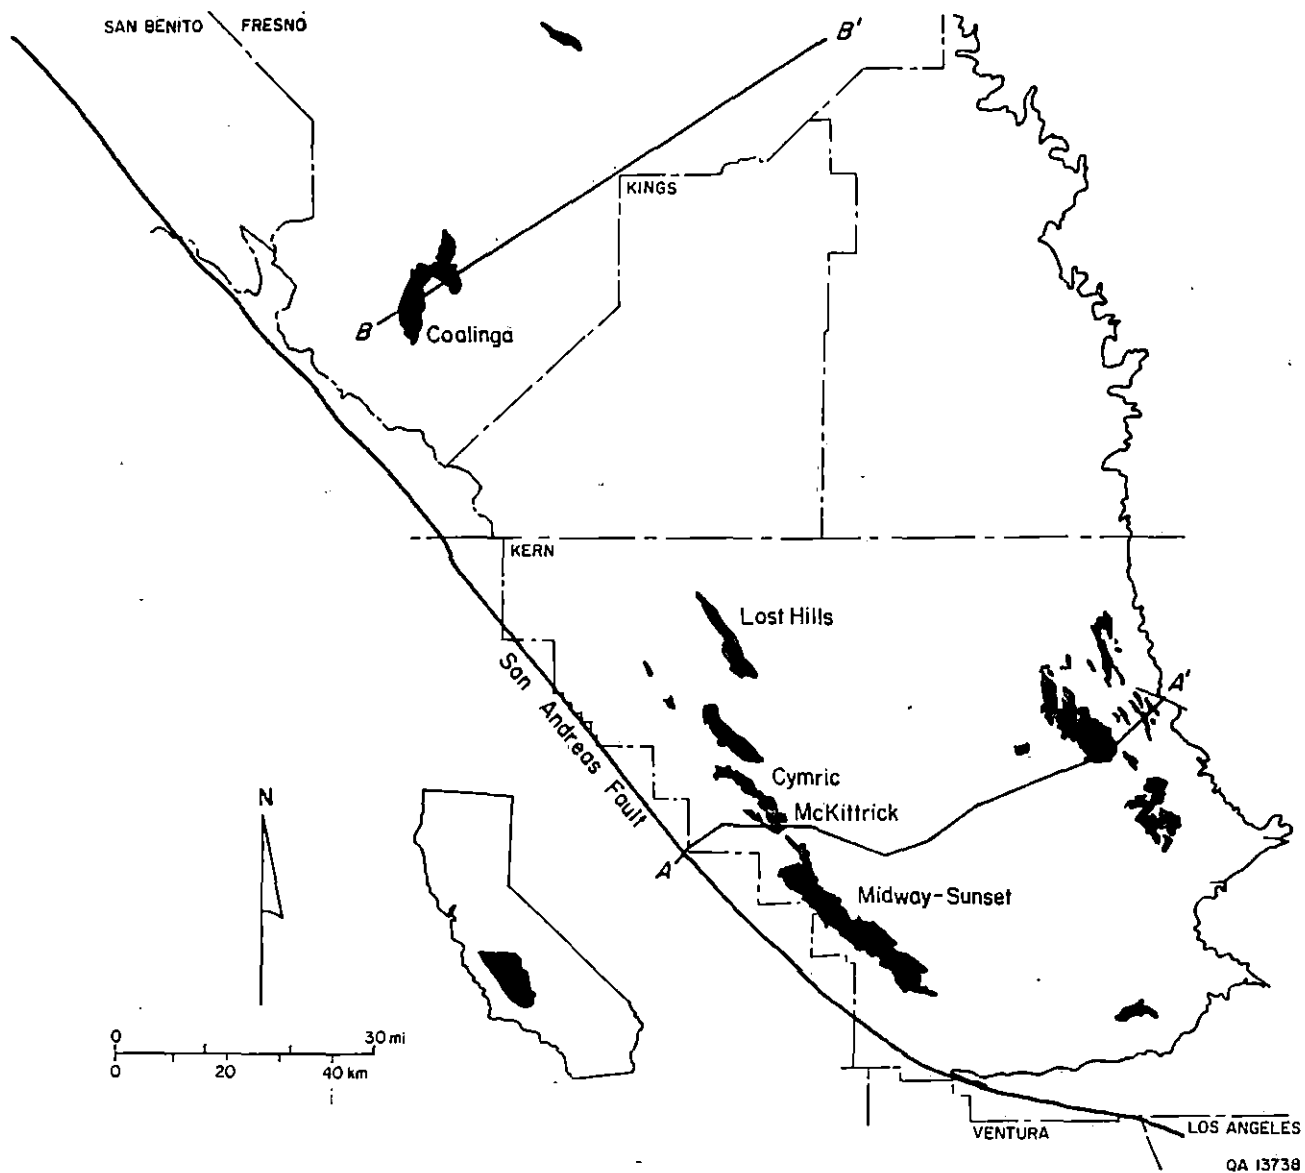 SAN BENITO
FRESNO
B'
KINGS
B
Coalinga
KERN
Lost Hills
San Andreas Fault
A'
Cymric
McKittrick
A
Midway-Sunset
N
0 30 mi
0 20 40 km
VENTURA
LOS ANGELES
QA 13738